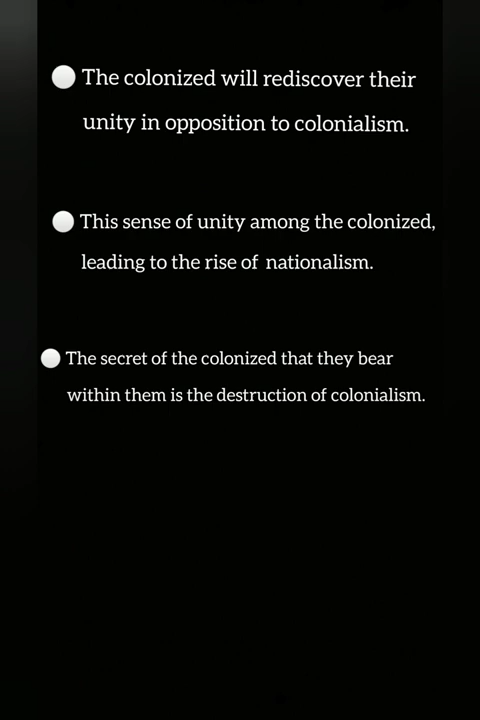 The colonized will rediscover their
unity in opposition to colonialism.
This sense of unity among the colonized,
leading to the rise of nationalism.
The secret of the colonized that they bear
within them is the destruction of colonialism.